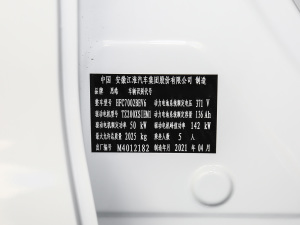 中国 安徽江淮汽车集团股份有限公司 制造
品牌 思皓 车辆识别代号
整车型号 HFC7002BEV6 动力电池系统额定电压 371 V
驱动电机型号 TZ200XS1HM1 动力电池系统额定容量 136 Ah
驱动电机额定功率 50 kW 驱动电机峰值功率 142 kW
最大允许总质量 2025 kg 乘坐人数 5 人
出厂编号 M4012182 制造年月 2021 年 04 月